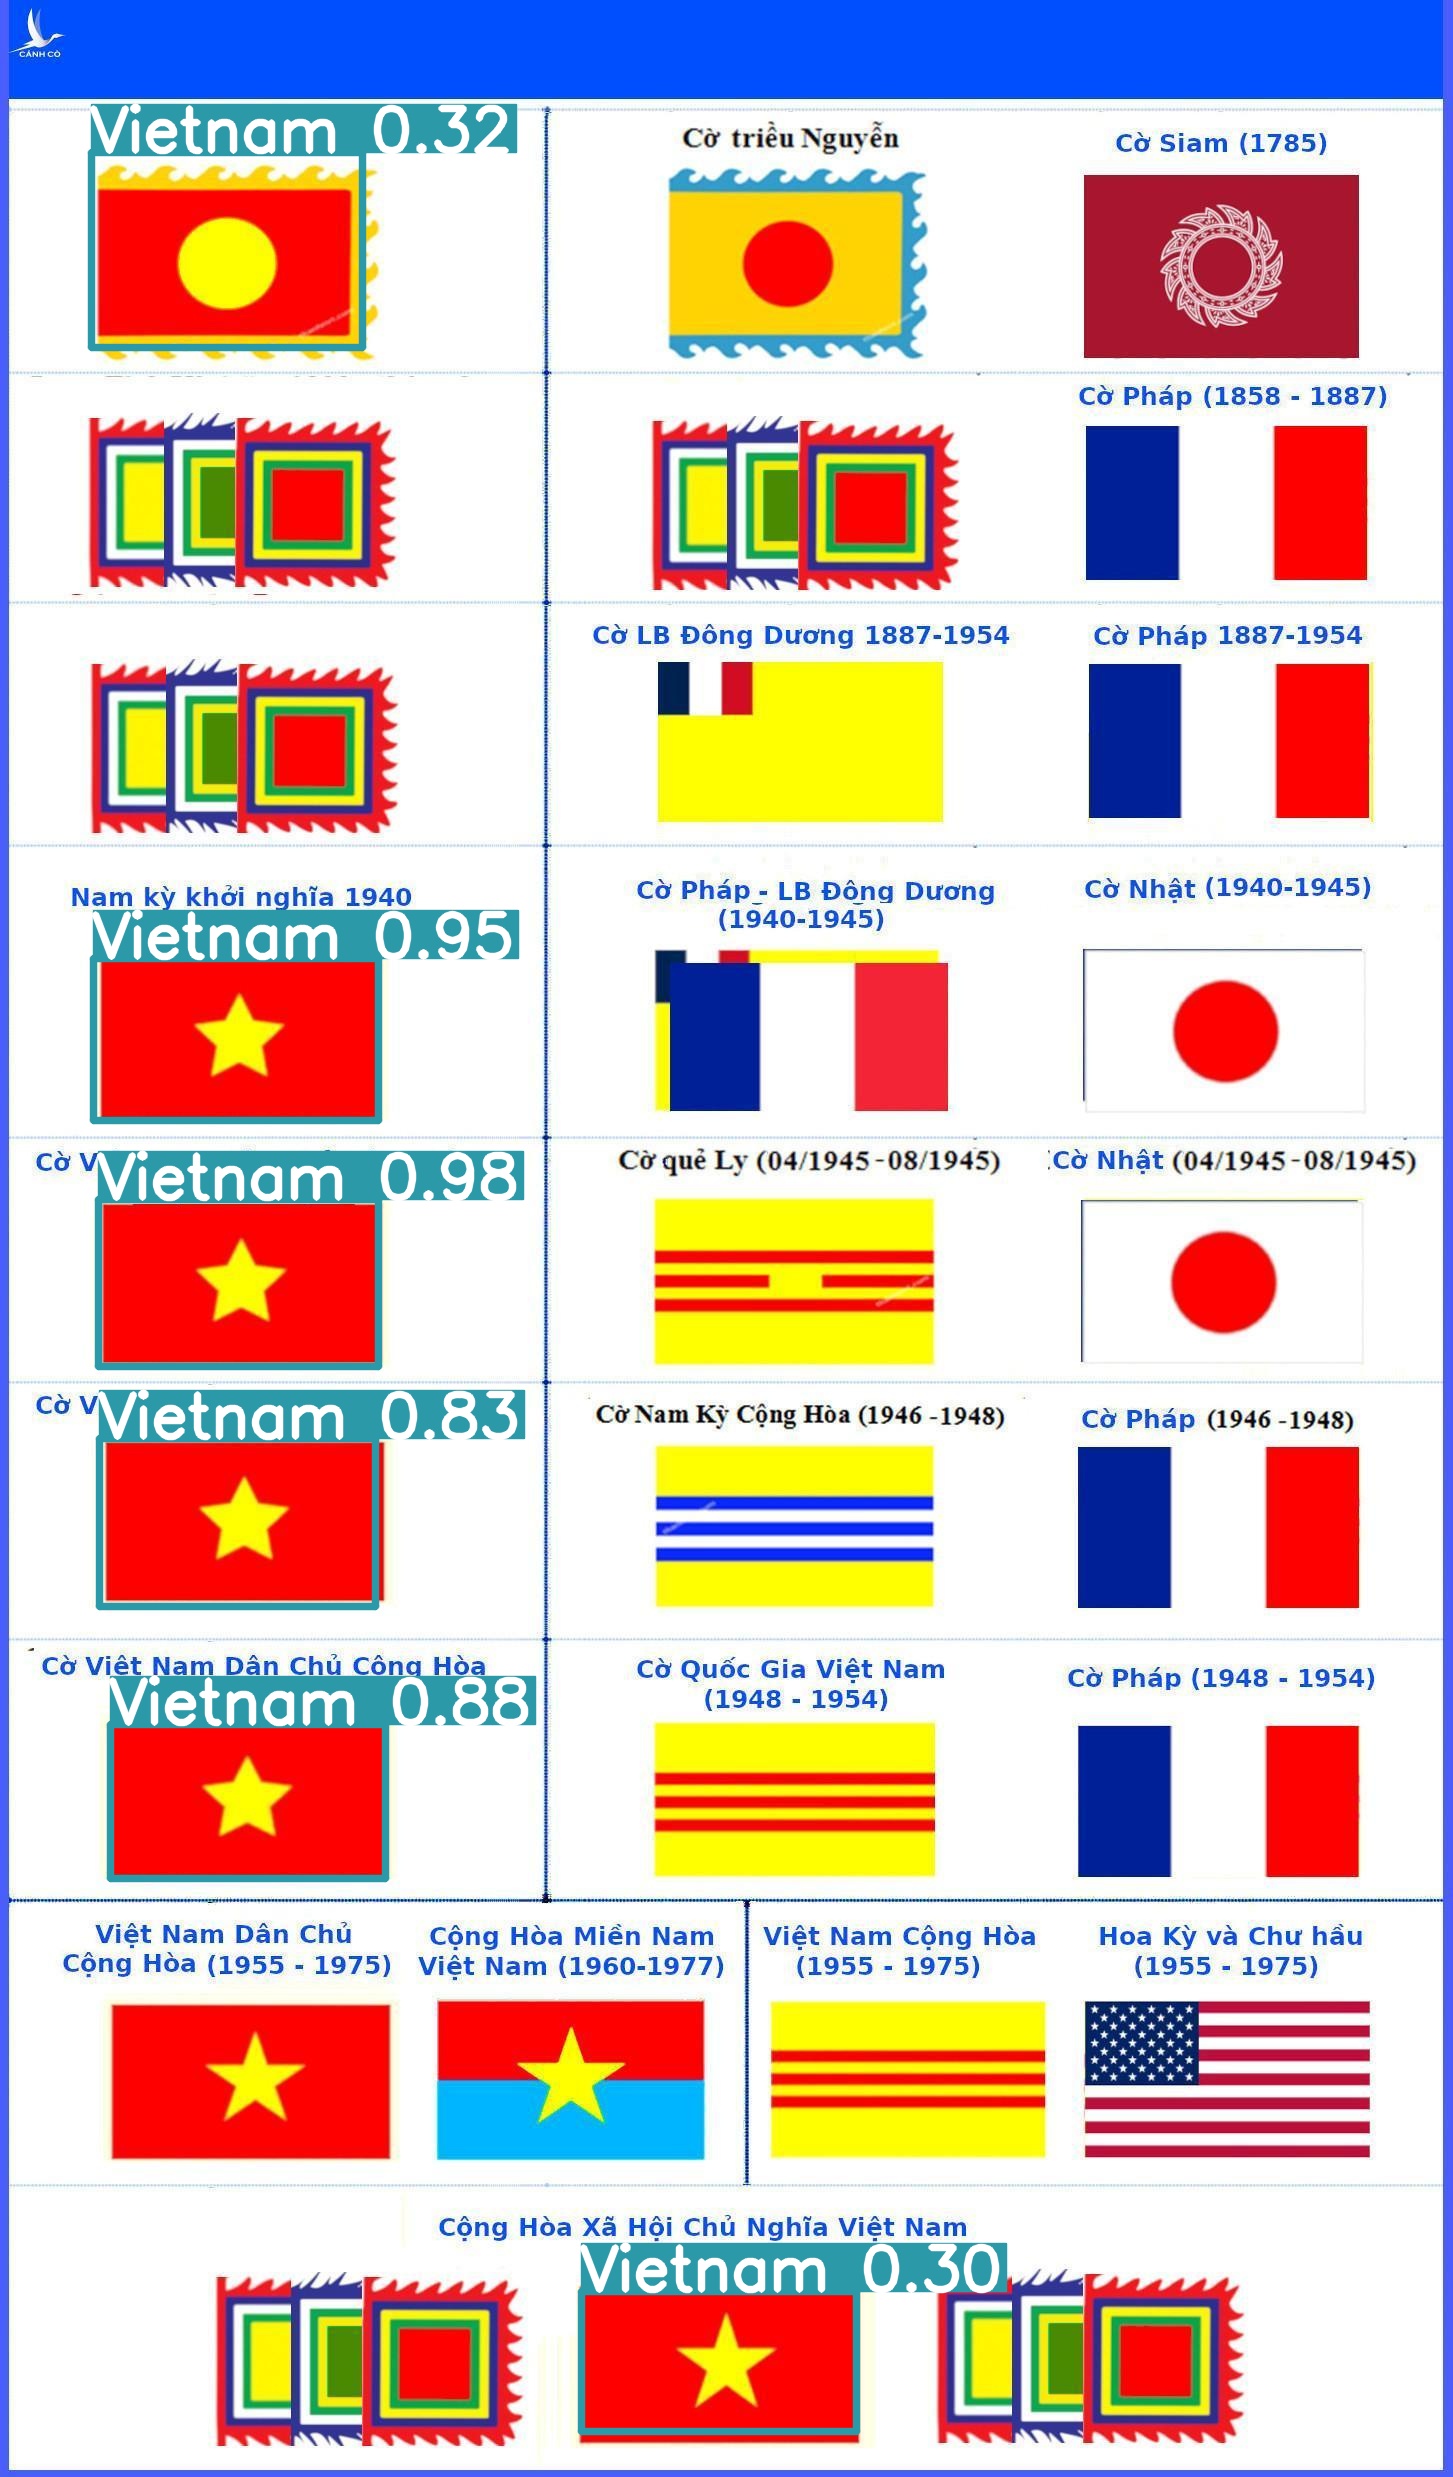 CÁNH CÒ
Vietnam 0.32
Cờ triều Nguyễn
Cờ Siam (1785)
Cờ Pháp (1858 - 1887)
Cờ LB Đông Dương 1887-1954
Cờ Pháp 1887-1954
Nam kỳ khởi nghĩa 1940
Vietnam 0.95
Cờ Pháp - LB Đông Dương
(1940-1945)
Cờ Nhật (1940-1945)
Cờ V
Vietnam 0.98
Cờ quẻ Ly (04/1945-08/1945)
Cờ Nhật (04/1945-08/1945)
Cờ V
Vietnam 0.83
Cờ Nam Kỳ Cộng Hòa (1946 -1948)
Cờ Pháp (1946 -1948)
Cờ Việt Nam Dân Chủ Cộng Hòa
Vietnam 0.88
Cờ Quốc Gia Việt Nam
(1948 - 1954)
Cờ Pháp (1948 - 1954)
Việt Nam Dân Chủ
Cộng Hòa (1955 - 1975)
Cộng Hòa Miền Nam
Việt Nam (1960-1977)
Việt Nam Cộng Hòa
(1955 - 1975)
Hoa Kỳ và Chư hầu
(1955 - 1975)
Cộng Hòa Xã Hội Chủ Nghĩa Việt Nam
Vietnam 0.30